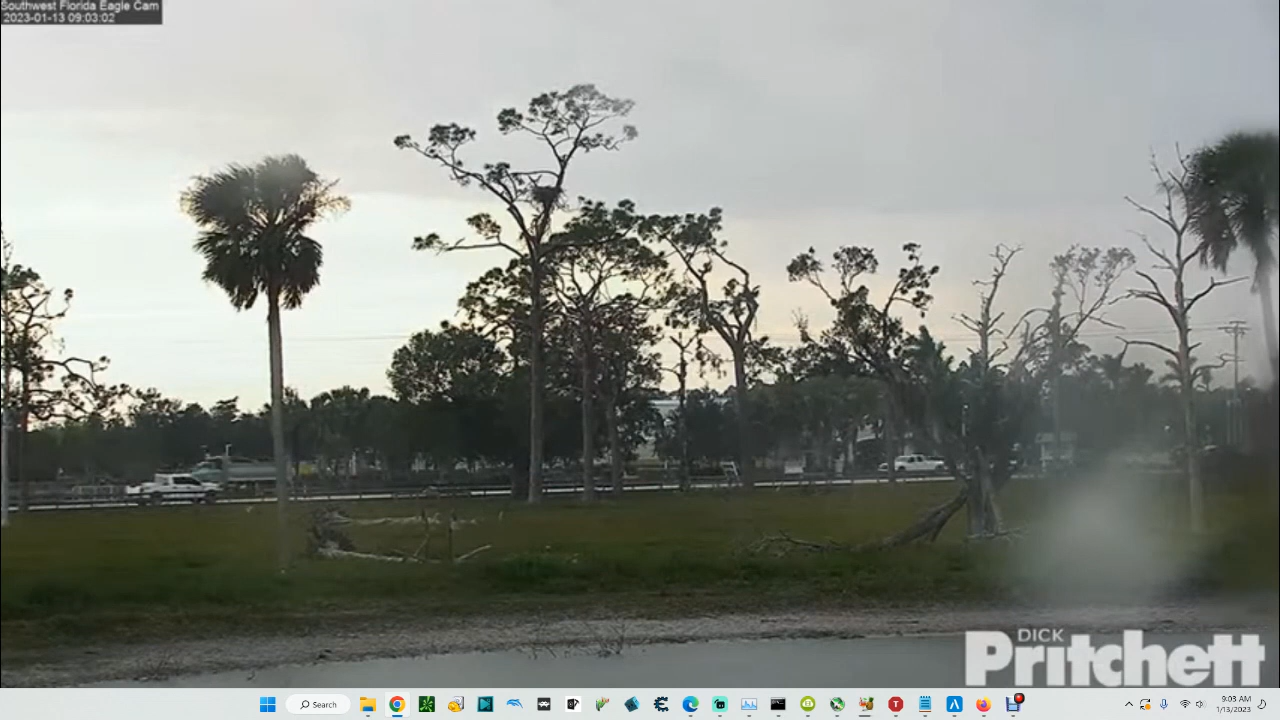 Southwest Florida Eagle Cam
2023-01-13 09:03:02
DICK
Pritchett
Search
9:03 AM
1/13/2023